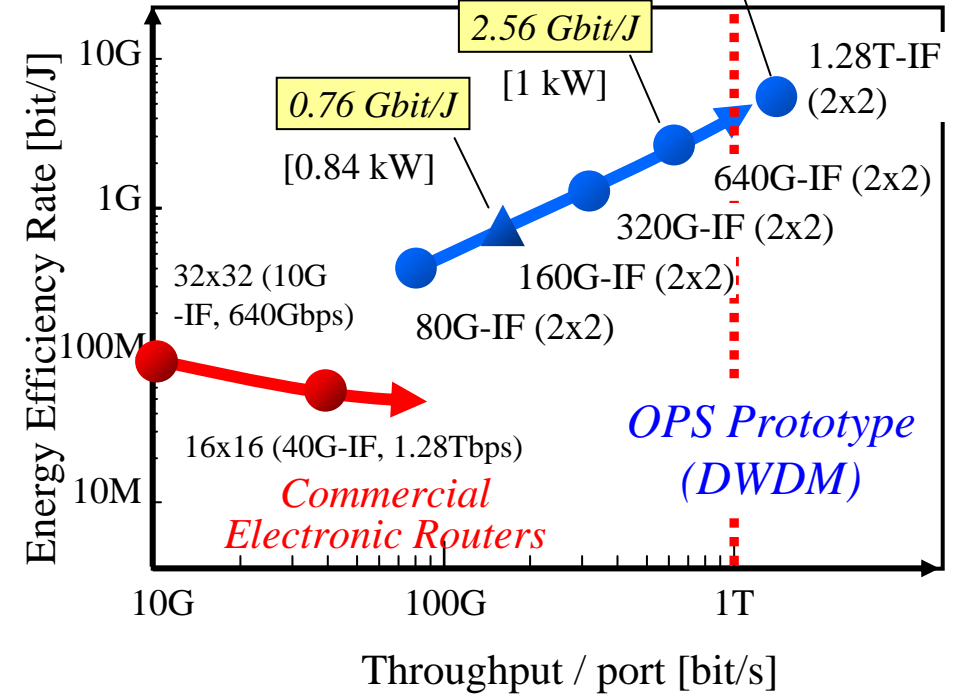 Energy Efficiency Rate [bit/J]
10G
1G
100M
10M
2.56 Gbit/J
[1 kW]
0.76 Gbit/J
[0.84 kW]
1.28T-IF
(2x2)
640G-IF (2x2)
320G-IF (2x2)
160G-IF (2x2)
80G-IF (2x2)
32x32 (10G
-IF, 640Gbps)
16x16 (40G-IF, 1.28Tbps)
Commercial
Electronic Routers
OPS Prototype
(DWDM)
10G
100G
1T
Throughput / port [bit/s]